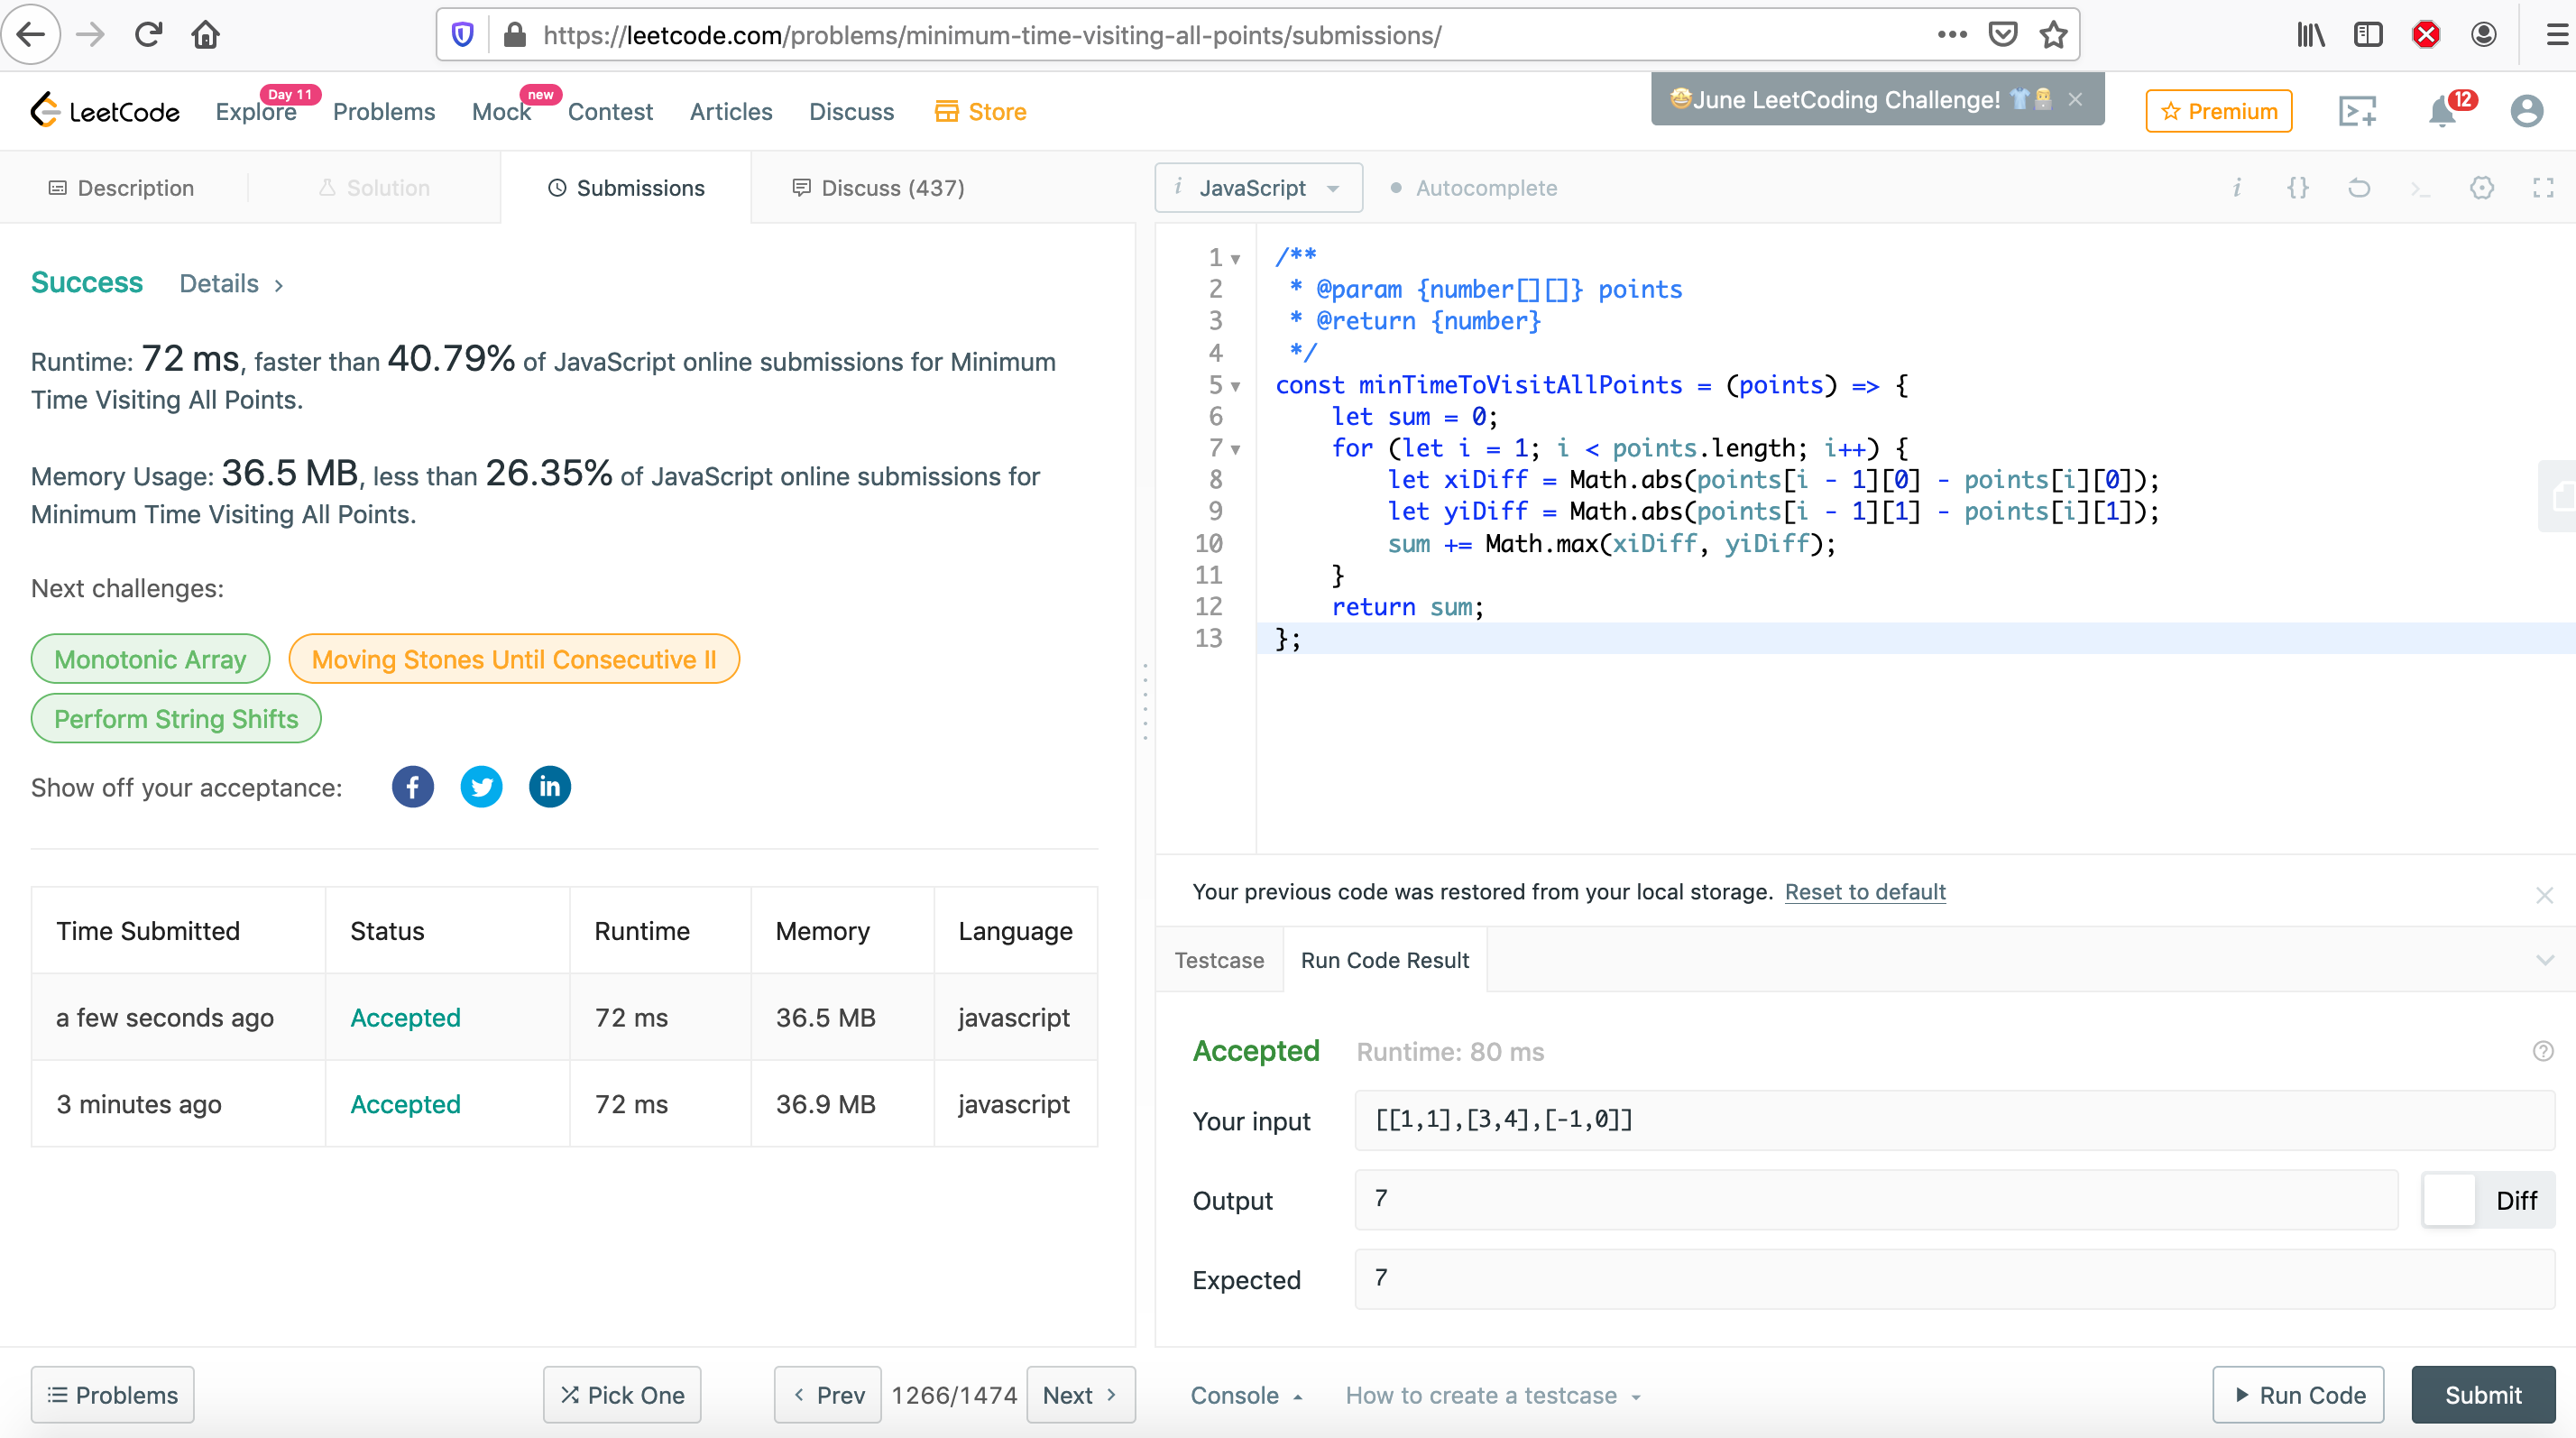 https://leetcode.com/problems/minimum-time-visiting-all-points/submissions/
LeetCode
Explore
Day 11
Problems
Mock
new
Contest
Articles
Discuss
Store
🤩June LeetCoding Challenge!
Premium
12
Description
Solution
Submissions
Discuss (437)
Success Details >
Runtime: 72 ms, faster than 40.79% of JavaScript online submissions for Minimum
Time Visiting All Points.
Memory Usage: 36.5 MB, less than 26.35% of JavaScript online submissions for
Minimum Time Visiting All Points.
Next challenges:
Monotonic Array
Moving Stones Until Consecutive II
Perform String Shifts
Show off your acceptance:
Time Submitted Status Runtime Memory Language
a few seconds ago Accepted 72 ms 36.5 MB javascript
3 minutes ago Accepted 72 ms 36.9 MB javascript
Problems
Pick One
< Prev
1266/1474
Next >
i JavaScript
Autocomplete
i {}
1 /**
2  * @param {number[][]} points
3  * @return {number}
4  */
5 const minTimeToVisitAllPoints = (points) => {
6     let sum = 0;
7     for (let i = 1; i < points.length; i++) {
8         let xiDiff = Math.abs(points[i - 1][0] - points[i][0]);
9         let yiDiff = Math.abs(points[i - 1][1] - points[i][1]);
10         sum += Math.max(xiDiff, yiDiff);
11     }
12     return sum;
13 };
Your previous code was restored from your local storage. Reset to default
Testcase
Run Code Result
Accepted Runtime: 80 ms
Your input [[1,1],[3,4],[-1,0]]
Output 7
Diff
Expected 7
Console
How to create a testcase
Run Code
Submit